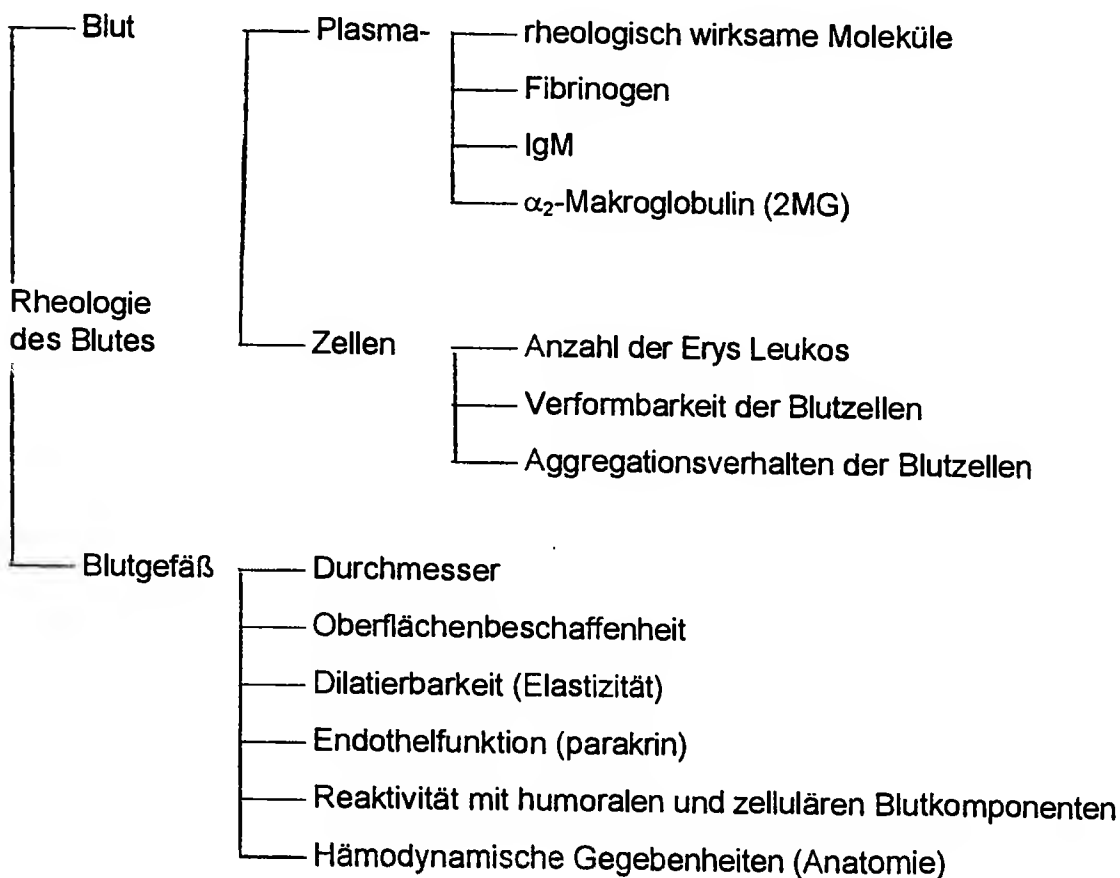 Blut
Plasma-
rheologisch wirksame Moleküle
Fibrinogen
IgM
α₂-Makroglobulin (2MG)
Rheologie
des Blutes
Zellen
Anzahl der Erys Leukos
Verformbarkeit der Blutzellen
Aggregationsverhalten der Blutzellen
Blutgefäß
Durchmesser
Oberflächenbeschaffenheit
Dilatierbarkeit (Elastizität)
Endothelfunktion (parakrin)
Reaktivität mit humoralen und zellulären Blutkomponenten
Hämodynamische Gegebenheiten (Anatomie)